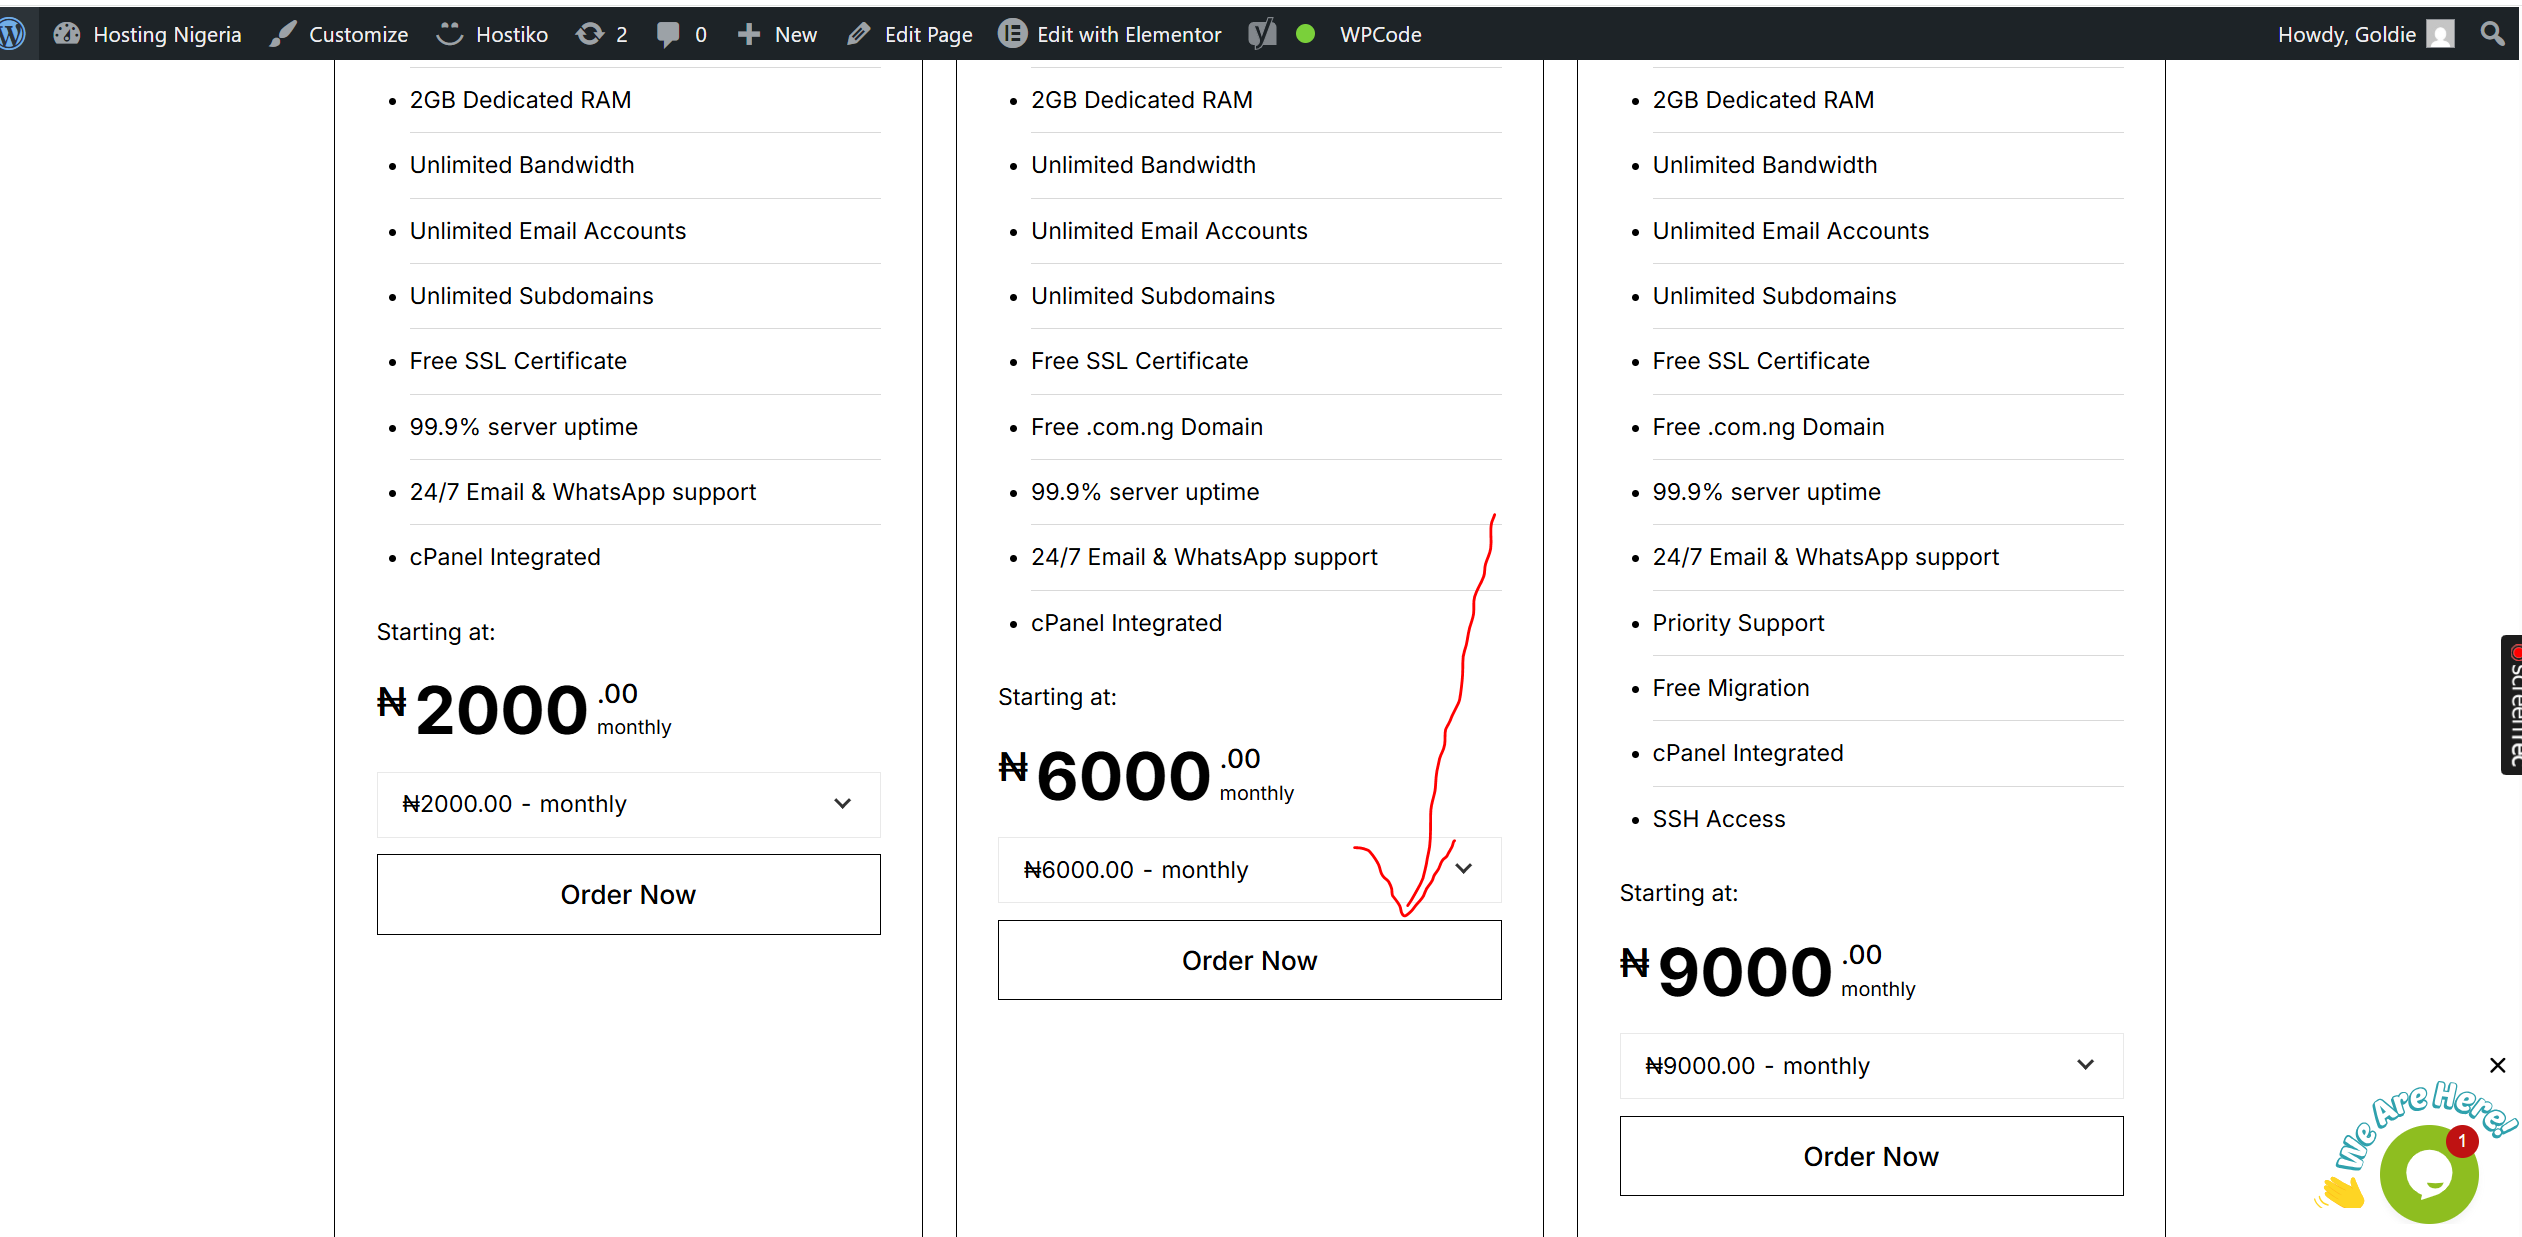 Hosting Nigeria Customize Hostiko 2 0 New Edit Page Edit with Elementor WPCode Howdy, Goldie
2GB Dedicated RAM
Unlimited Bandwidth
Unlimited Email Accounts
Unlimited Subdomains
Free SSL Certificate
99.9% server uptime
24/7 Email & WhatsApp support
cPanel Integrated
Starting at:
₦2000.00
monthly
₦2000.00 - monthly
Order Now
2GB Dedicated RAM
Unlimited Bandwidth
Unlimited Email Accounts
Unlimited Subdomains
Free SSL Certificate
Free .com.ng Domain
99.9% server uptime
24/7 Email & WhatsApp support
cPanel Integrated
Starting at:
₦6000.00
monthly
₦6000.00 - monthly
Order Now
2GB Dedicated RAM
Unlimited Bandwidth
Unlimited Email Accounts
Unlimited Subdomains
Free SSL Certificate
Free .com.ng Domain
99.9% server uptime
24/7 Email & WhatsApp support
Priority Support
Free Migration
cPanel Integrated
SSH Access
Starting at:
₦9000.00
monthly
₦9000.00 - monthly
Order Now
We Are Here!
1